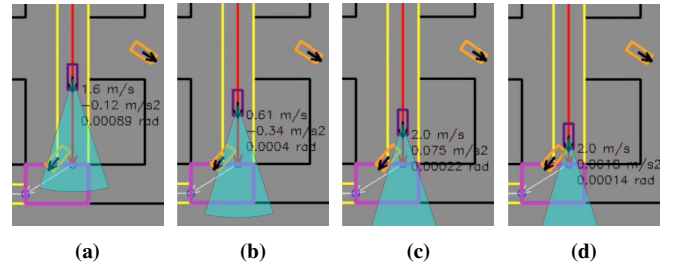 1.6 m/s
-0.12 m/s2
0.00089 rad
0.61 m/s
-0.34 m/s2
0.0004 rad
2.0 m/s
0.075 m/s2
0.00022 rad
2.0 m/s
0.0018 m/s2
0.00014 rad
(a) (b) (c) (d)